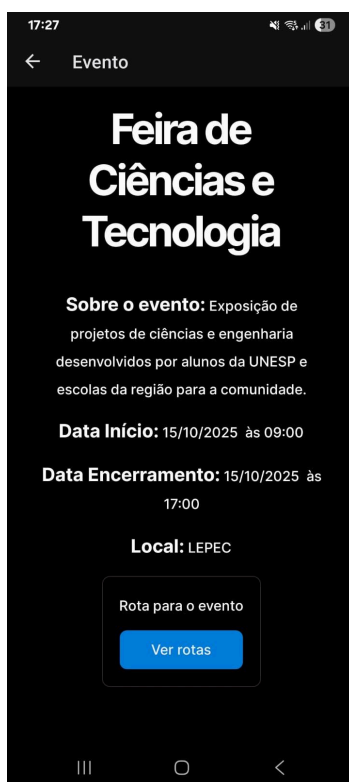 17:27
31
Evento
Feira de
Ciências e
Tecnologia
Sobre o evento: Exposição de
projetos de ciências e engenharia
desenvolvidos por alunos da UNESP e
escolas da região para a comunidade.
Data Início: 15/10/2025 às 09:00
Data Encerramento: 15/10/2025 às
17:00
Local: LEPEC
Rota para o evento
Ver rotas